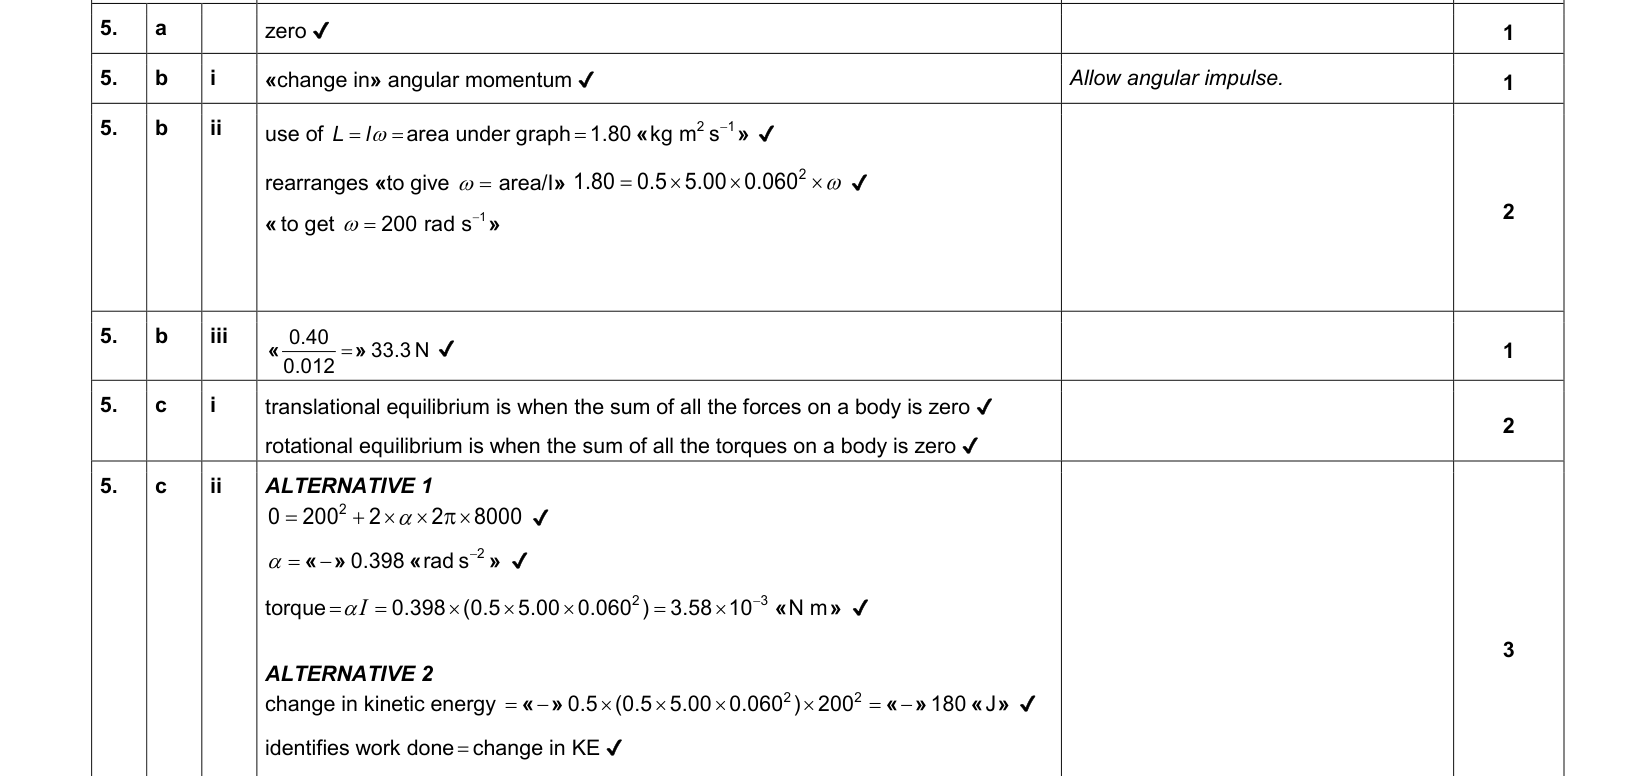 5. a zero ✓ 1
5. b i «change in» angular momentum ✓ Allow angular impulse. 1
5. b ii use of L = Iω = area under graph = 1.80 «kg m² s⁻¹» ✓
rearranges «to give ω = area/I» 1.80 = 0.5 × 5.00 × 0.060² × ω ✓
2
« to get ω = 200 rad s⁻¹ »
5. b iii « 0.40/0.012 = » 33.3 N ✓ 1
5. c i translational equilibrium is when the sum of all the forces on a body is zero ✓
2
rotational equilibrium is when the sum of all the torques on a body is zero ✓
5. c ii ALTERNATIVE 1
0 = 200² + 2 × α × 2π × 8000 ✓
α = «–» 0.398 «rad s⁻²» ✓
torque = αI = 0.398 × (0.5 × 5.00 × 0.060²) = 3.58 × 10⁻³ «N m» ✓
3
ALTERNATIVE 2
change in kinetic energy = «–» 0.5 × (0.5 × 5.00 × 0.060²) × 200² = «–» 180 «J» ✓
identifies work done = change in KE ✓